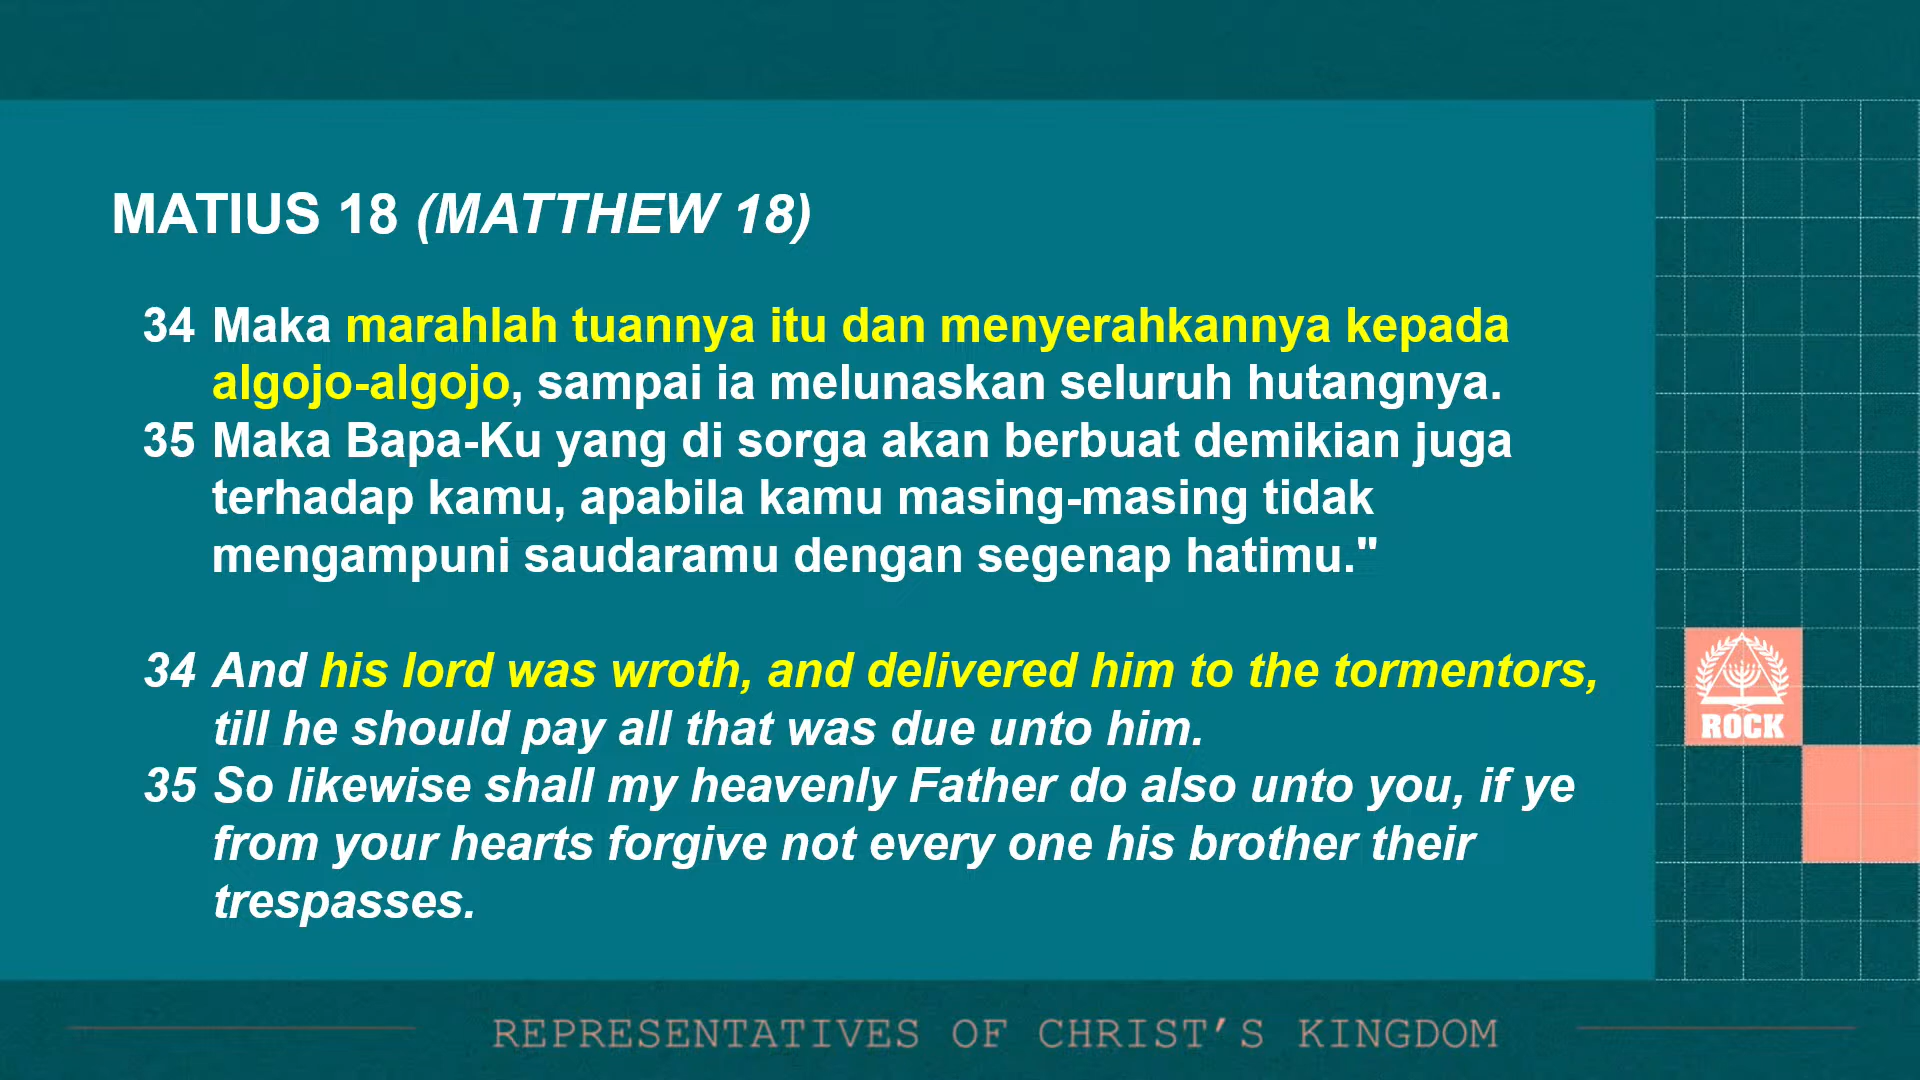 MATIUS 18 (MATTHEW 18)
34 Maka marahlah tuannya itu dan menyerahkannya kepada
algojo-algojo, sampai ia melunaskan seluruh hutangnya.
35 Maka Bapa-Ku yang di sorga akan berbuat demikian juga
terhadap kamu, apabila kamu masing-masing tidak
mengampuni saudaramu dengan segenap hatimu."
34 And his lord was wroth, and delivered him to the tormentors,
till he should pay all that was due unto him.
35 So likewise shall my heavenly Father do also unto you, if ye
from your hearts forgive not every one his brother their
trespasses.
ROCK
REPRESENTATIVES OF CHRIST'S KINGDOM